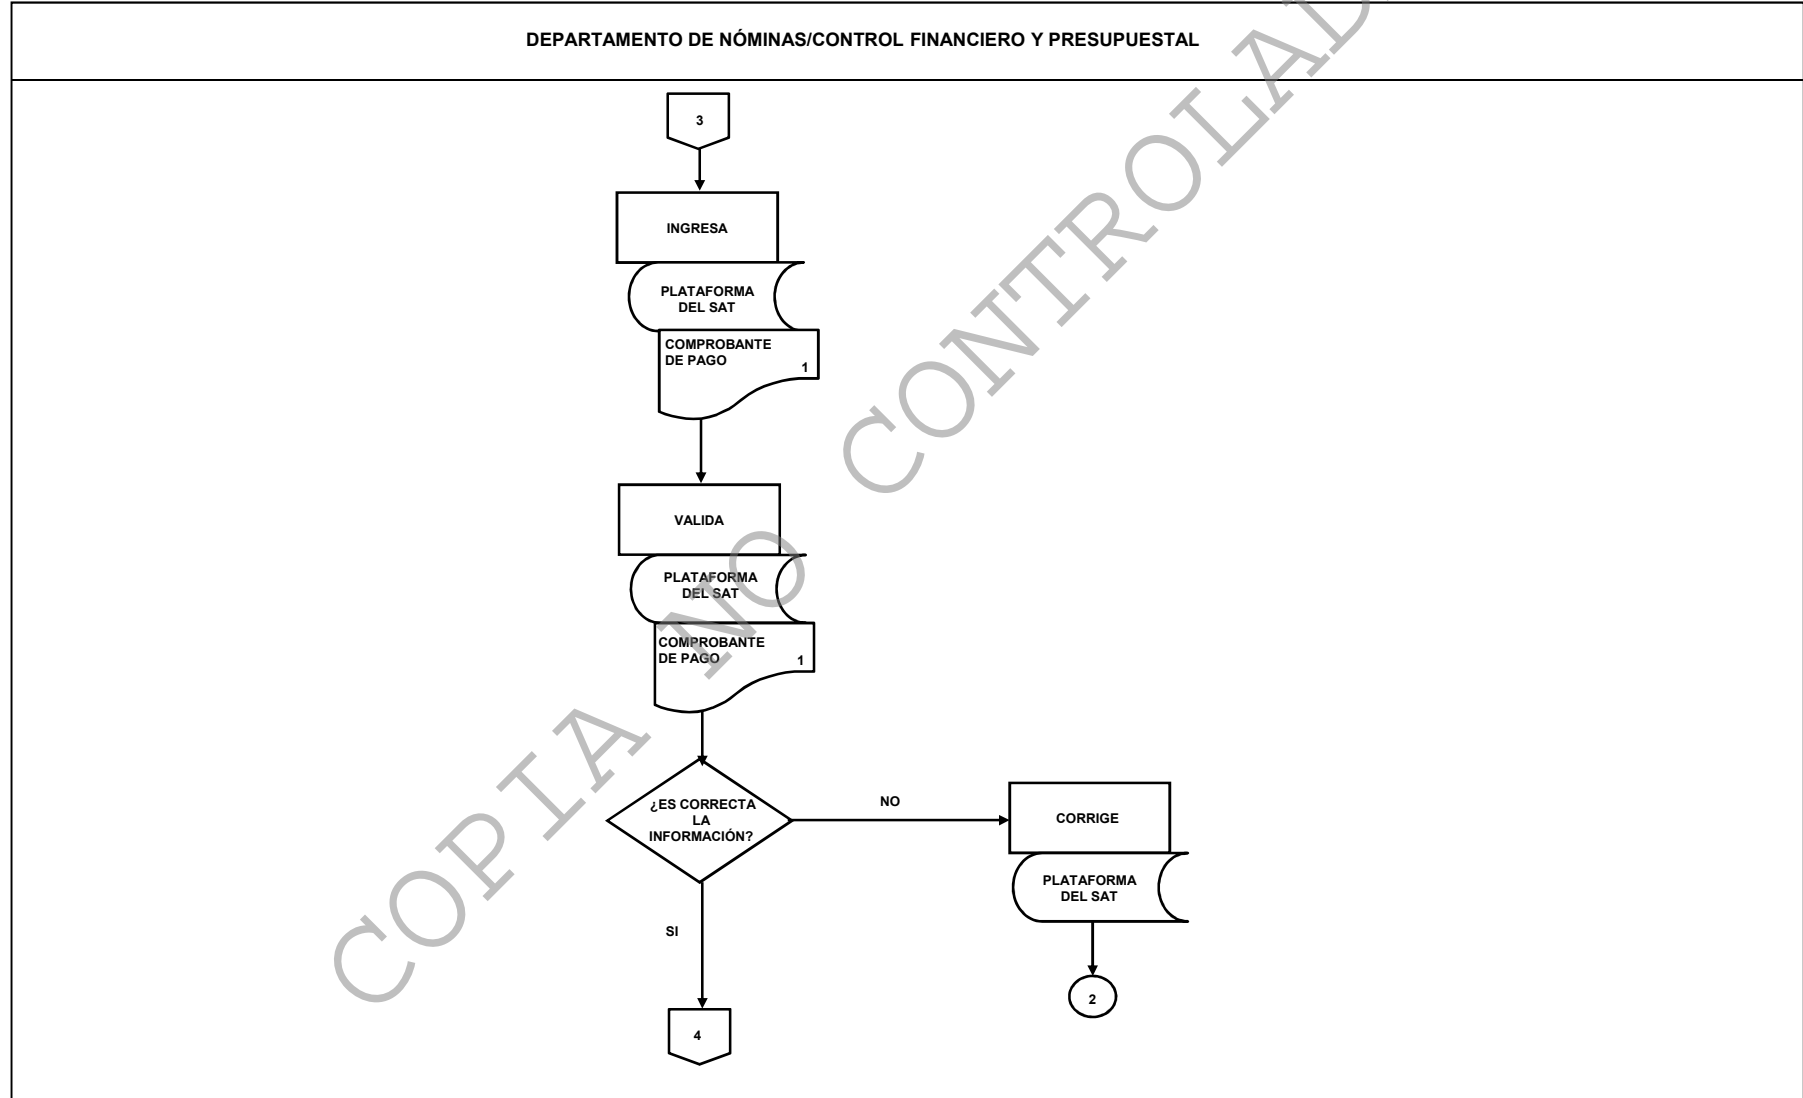 DEPARTAMENTO DE NÓMINAS/CONTROL FINANCIERO Y PRESUPUESTAL
3
INGRESA
PLATAFORMA
DEL SAT
COMPROBANTE
DE PAGO
1
VALIDA
PLATAFORMA
DEL SAT
COMPROBANTE
DE PAGO
1
¿ES CORRECTA
LA
INFORMACIÓN?
NO
CORRIGE
PLATAFORMA
DEL SAT
SI
2
4
COPIA NO CONTROLAD